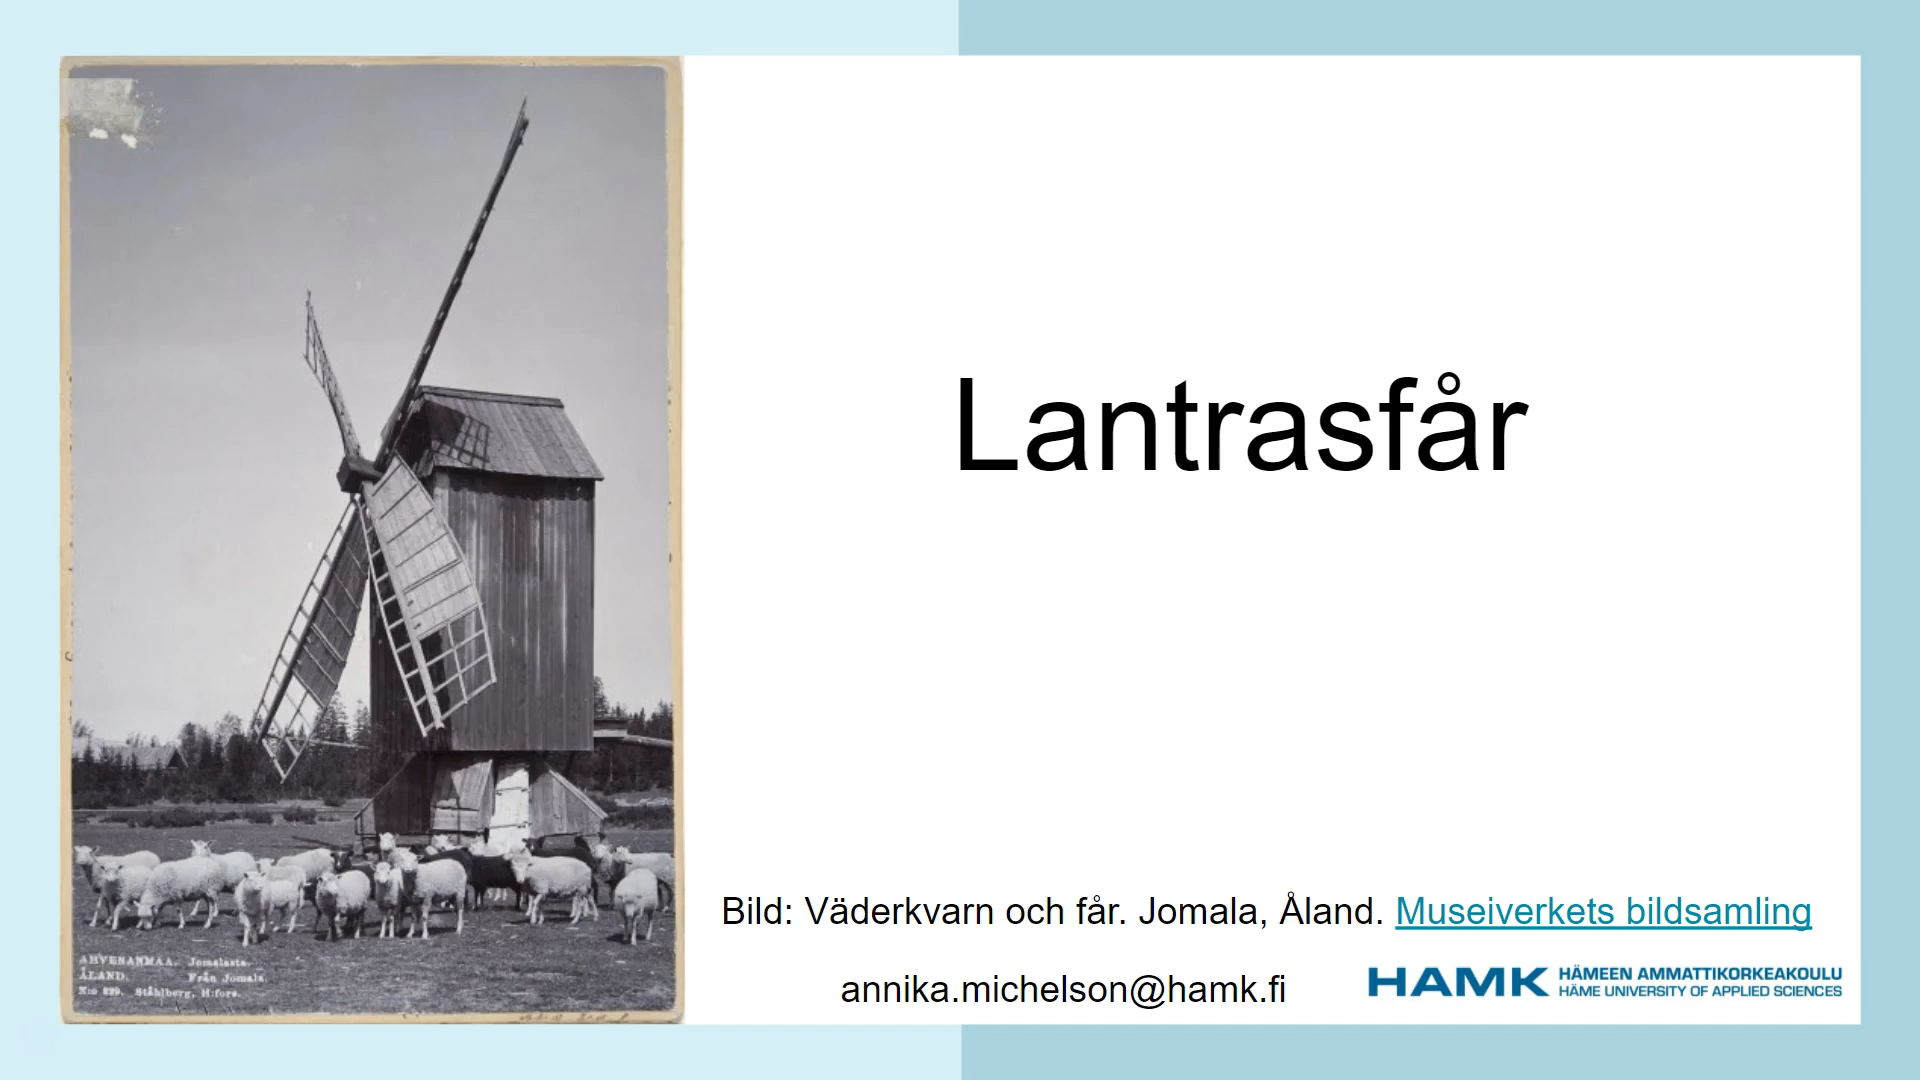 Lantrasfår
Bild: Väderkvarn och får. Jomala, Åland. Museiverkets bildsamling
annika.michelson@hamk.fi
HAMK HÄMEEN AMMATTIKORKEAKOULU
HÄME UNIVERSITY OF APPLIED SCIENCES
AHVENANMAA. Jomalasta.
ÅLAND. Från Jomala.
N:o 229. Ståhlberg, H:fors.